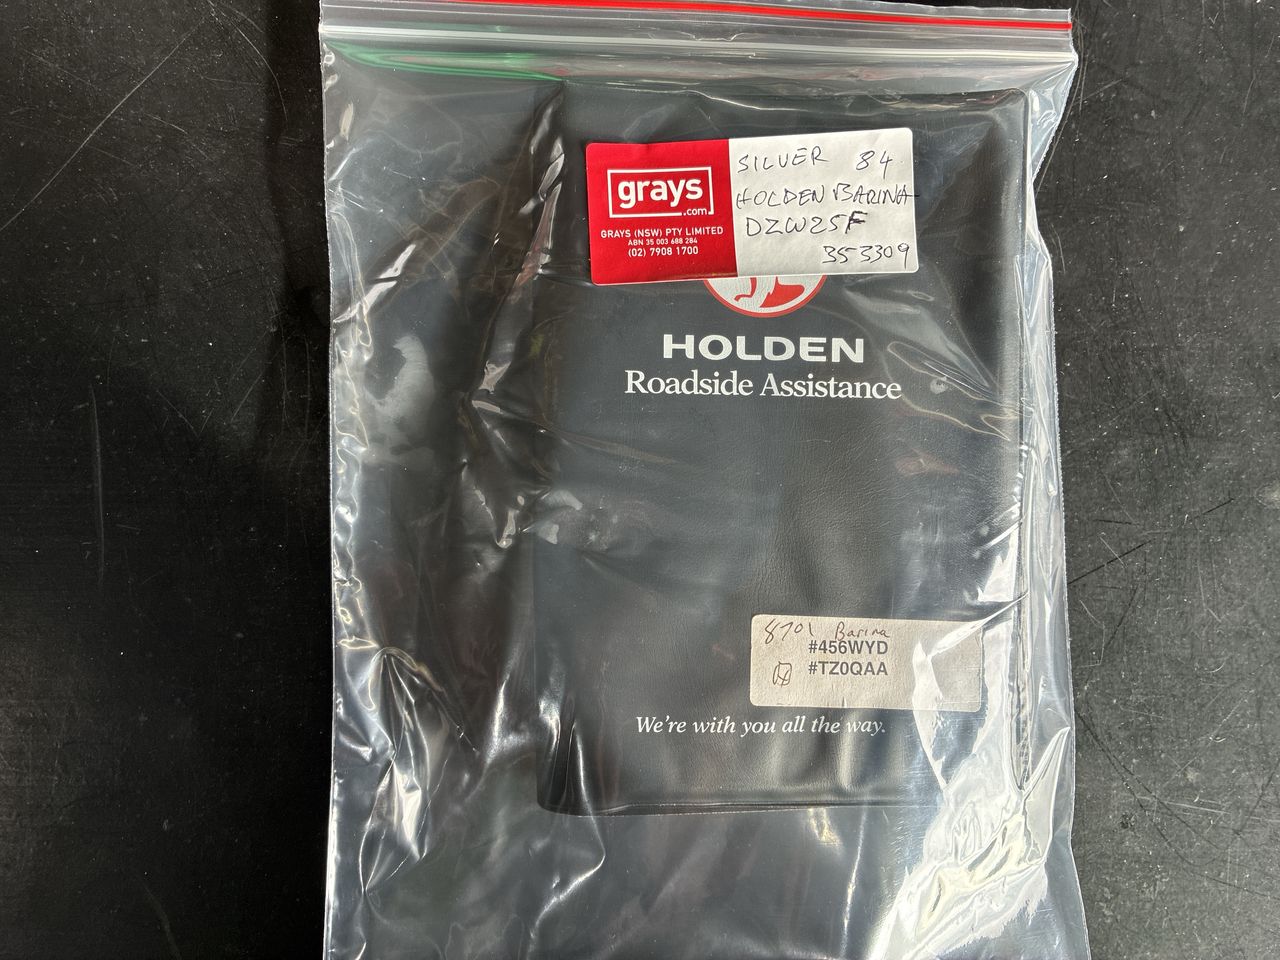 grays
.com
GRAYS (NSW) PTY LIMITED
ABN 35 003 688 284
(02) 7908 1700
SILVER 84
HOLDEN BARINA
DZW25F
353309
HOLDEN
Roadside Assistance
8701 Barina
#456WYD
#TZ0QAA
We're with you all the way.